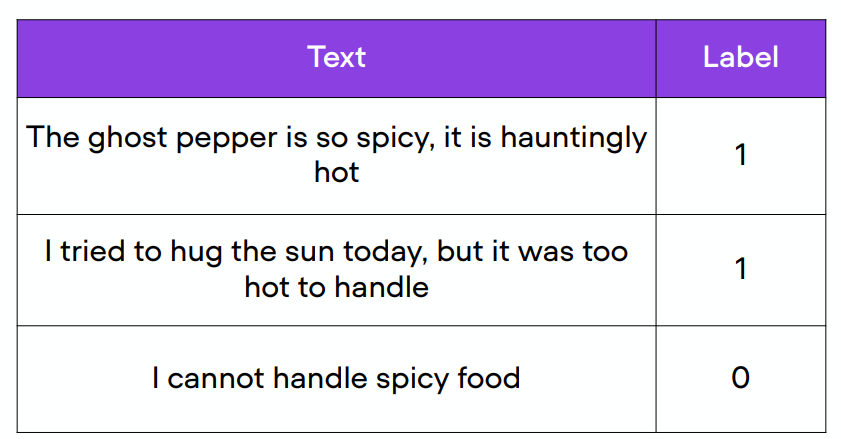 Text Label
The ghost pepper is so spicy, it is hauntingly
hot
1
I tried to hug the sun today, but it was too
hot to handle
1
I cannot handle spicy food 0